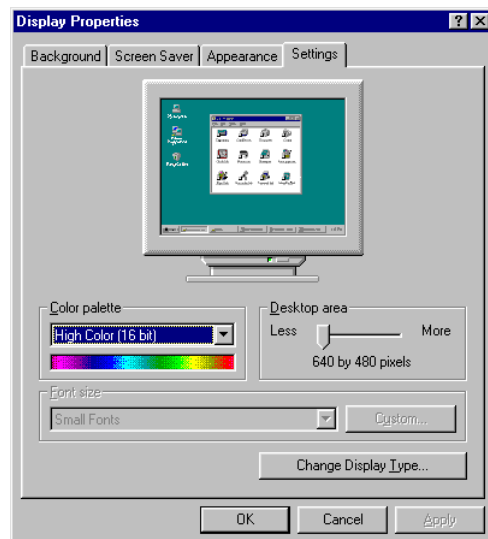 Display Properties
Background Screen Saver Appearance Settings
Color palette
High Color (16 bit)
Desktop area
Less More
640 by 480 pixels
Font size
Small Fonts
Custom...
Change Display Type...
OK Cancel Apply